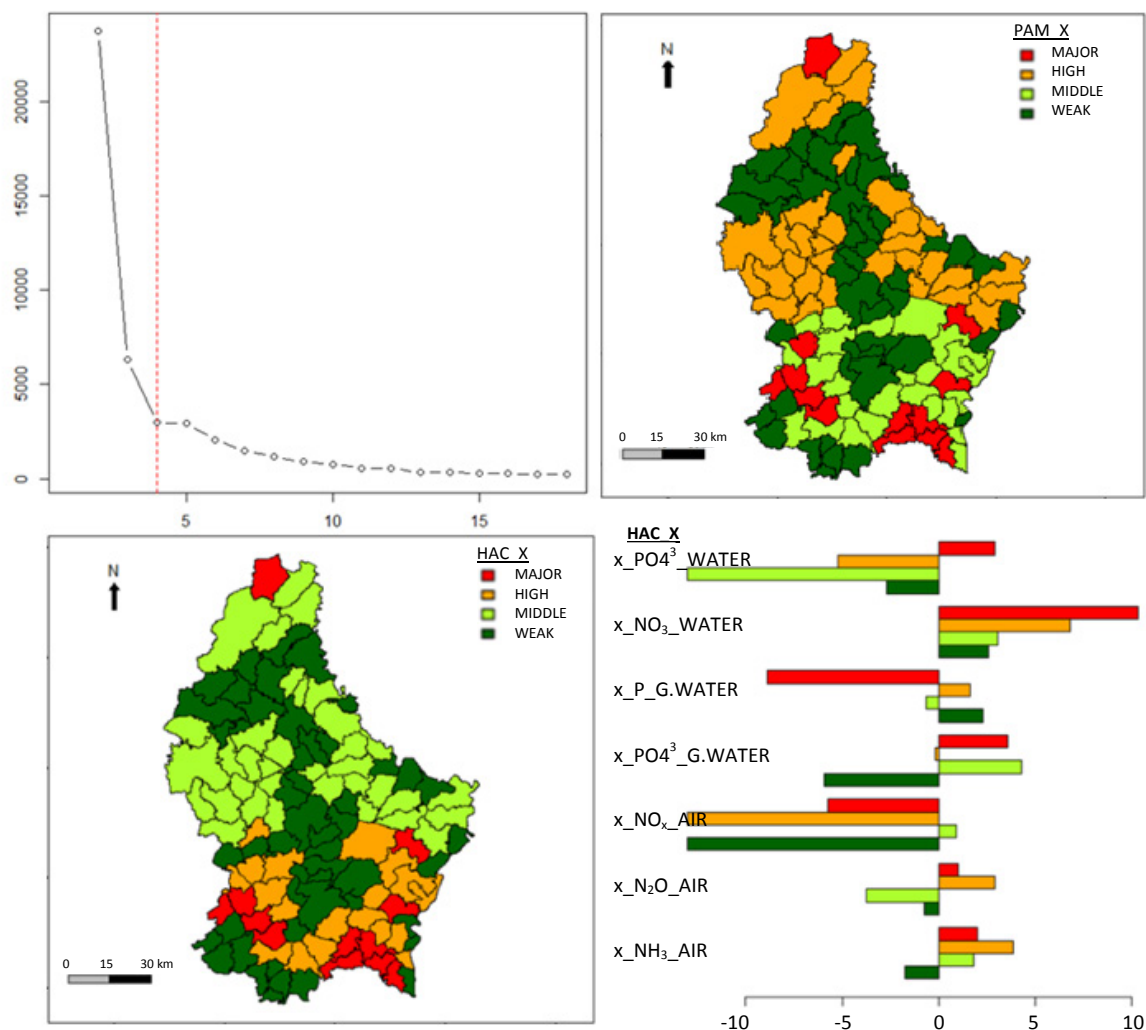 20000
15000
10000
5000
0
5
10
15
N
PAM_X
MAJOR
HIGH
MIDDLE
WEAK
0 15 30 km
N
HAC_X
MAJOR
HIGH
MIDDLE
WEAK
0 15 30 km
HAC_X
x_PO4³_WATER
x_NO₃_WATER
x_P_G.WATER
x_PO4³_G.WATER
x_NOₓ_AIR
x_N₂O_AIR
x_NH₃_AIR
-10 -5 0 5 10